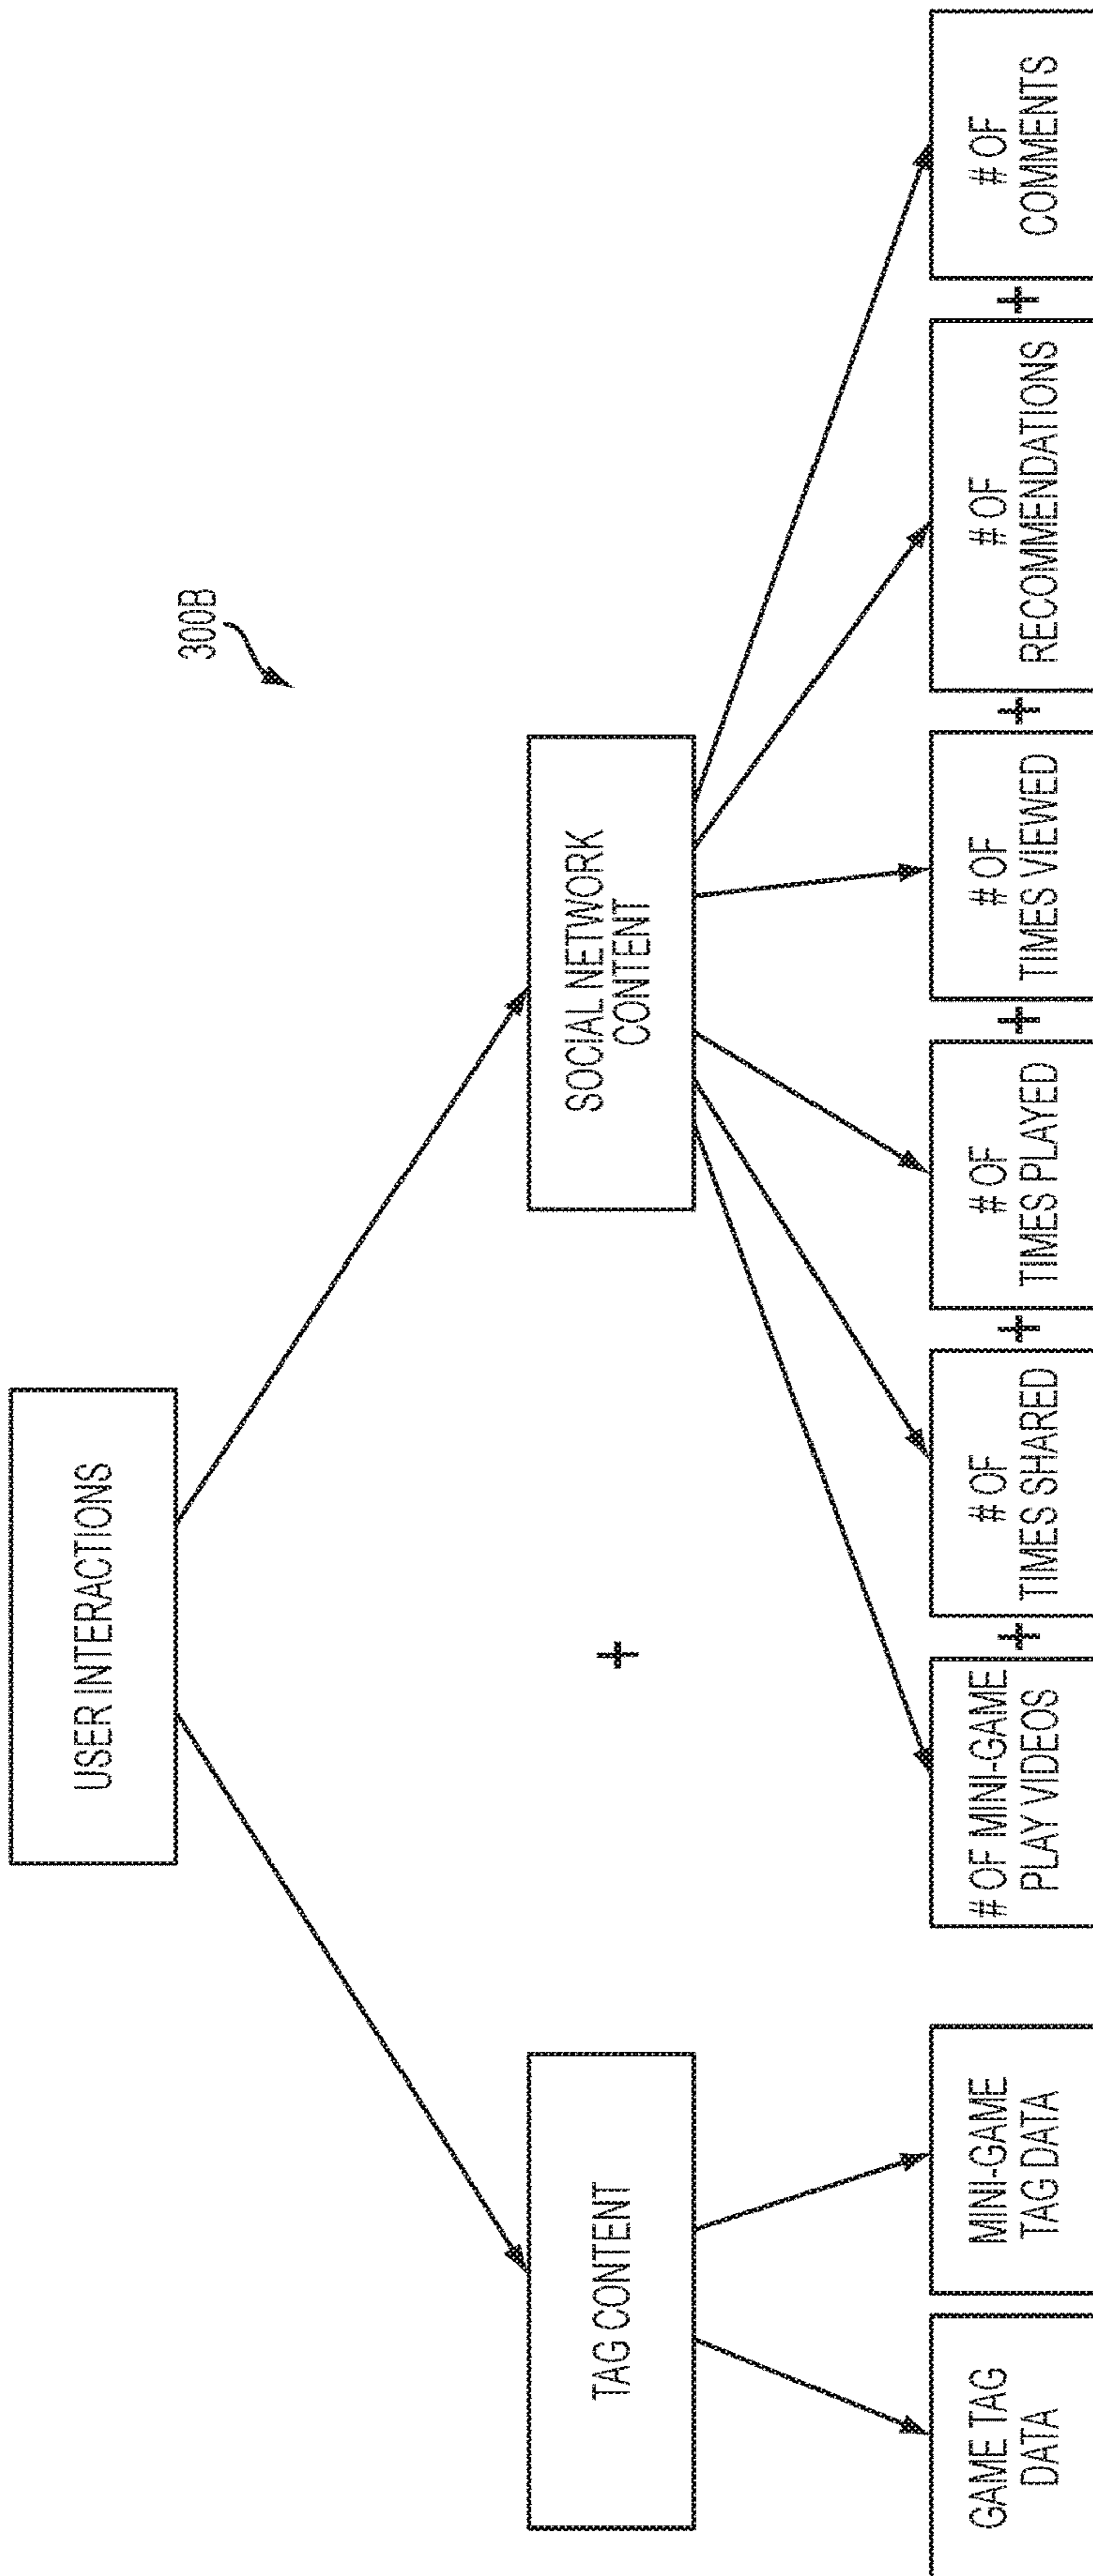 300B
USER INTERACTIONS
TAG CONTENT
+
SOCIAL NETWORK
CONTENT
GAME TAG
DATA
MINI-GAME
TAG DATA
# OF MINI-GAME
PLAY VIDEOS
+
# OF
TIMES SHARED
+
# OF
TIMES PLAYED
+
# OF
TIMES VIEWED
+
# OF
RECOMMENDATIONS
+
# OF
COMMENTS